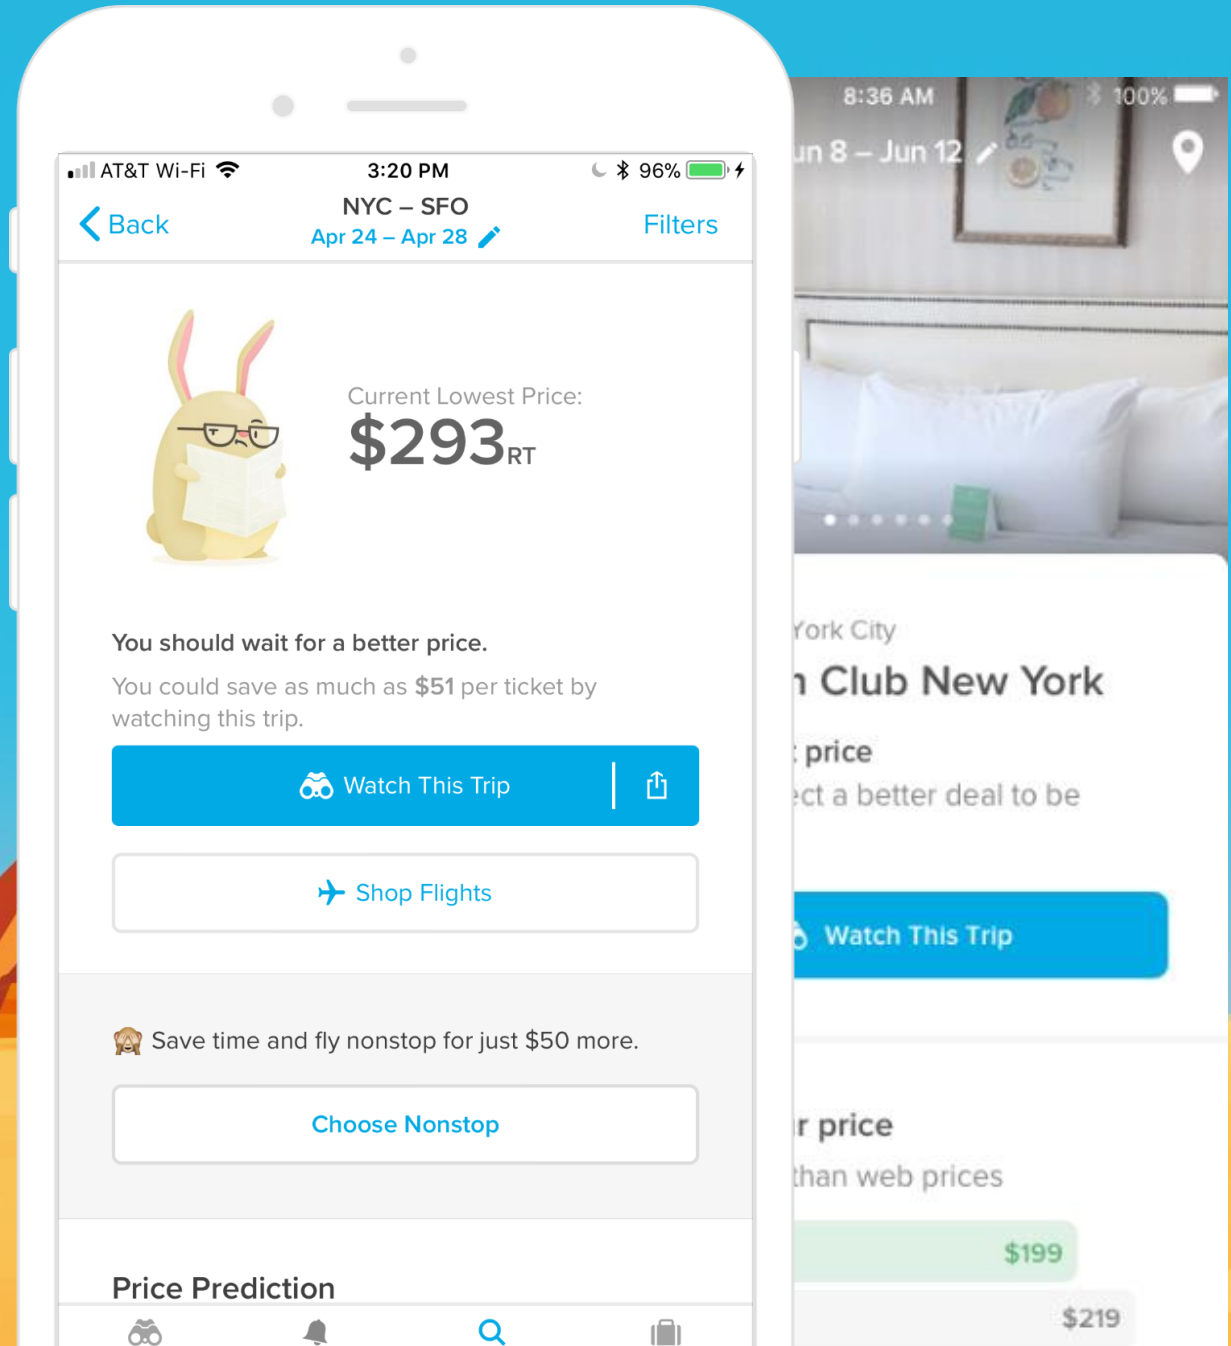 AT&T Wi-Fi 3:20 PM 96%
Back NYC – SFO Filters
Apr 24 – Apr 28
Current Lowest Price:
$293RT
You should wait for a better price.
You could save as much as $51 per ticket by
watching this trip.
Watch This Trip
Shop Flights
Save time and fly nonstop for just $50 more.
Choose Nonstop
Price Prediction
8:36 AM 100%
8 – Jun 12
York City
Club New York
price
a better deal to be
Watch This Trip
price
than web prices
$199
$219